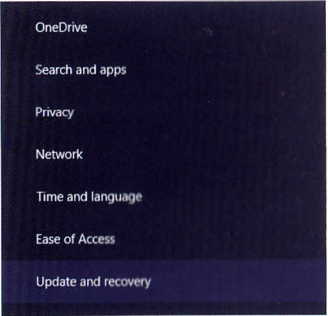 OneDrive
Search and apps
Privacy
Network
Time and language
Ease of Access
Update and recovery